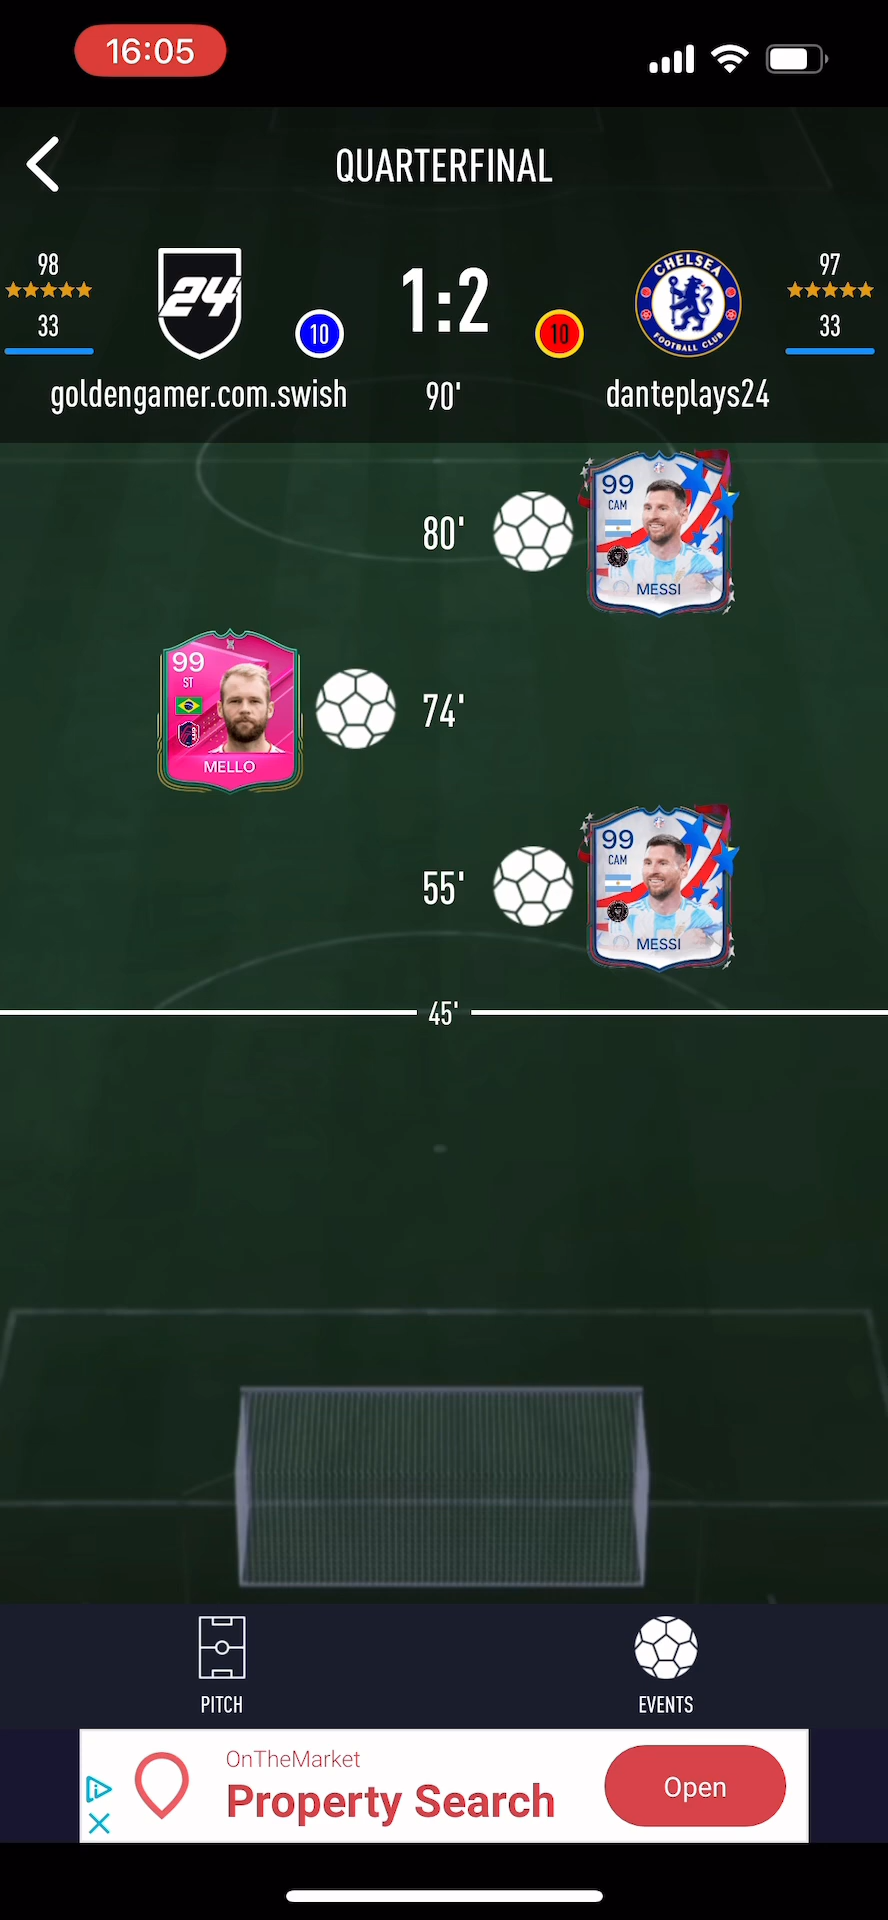 16:05
QUARTERFINAL
98
33
24
10
1:2
10
CHELSEA
FOOTBALL CLUB
97
33
goldengamer.com.swish
90'
danteplays24
80'
99
CAM
MESSI
99
ST
MELLO
74'
55'
99
CAM
MESSI
45'
PITCH
EVENTS
OnTheMarket
Property Search
Open